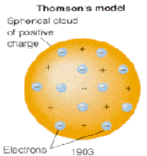 Thomson's model
Spherical cloud
of positive
charge
Electrons
1903